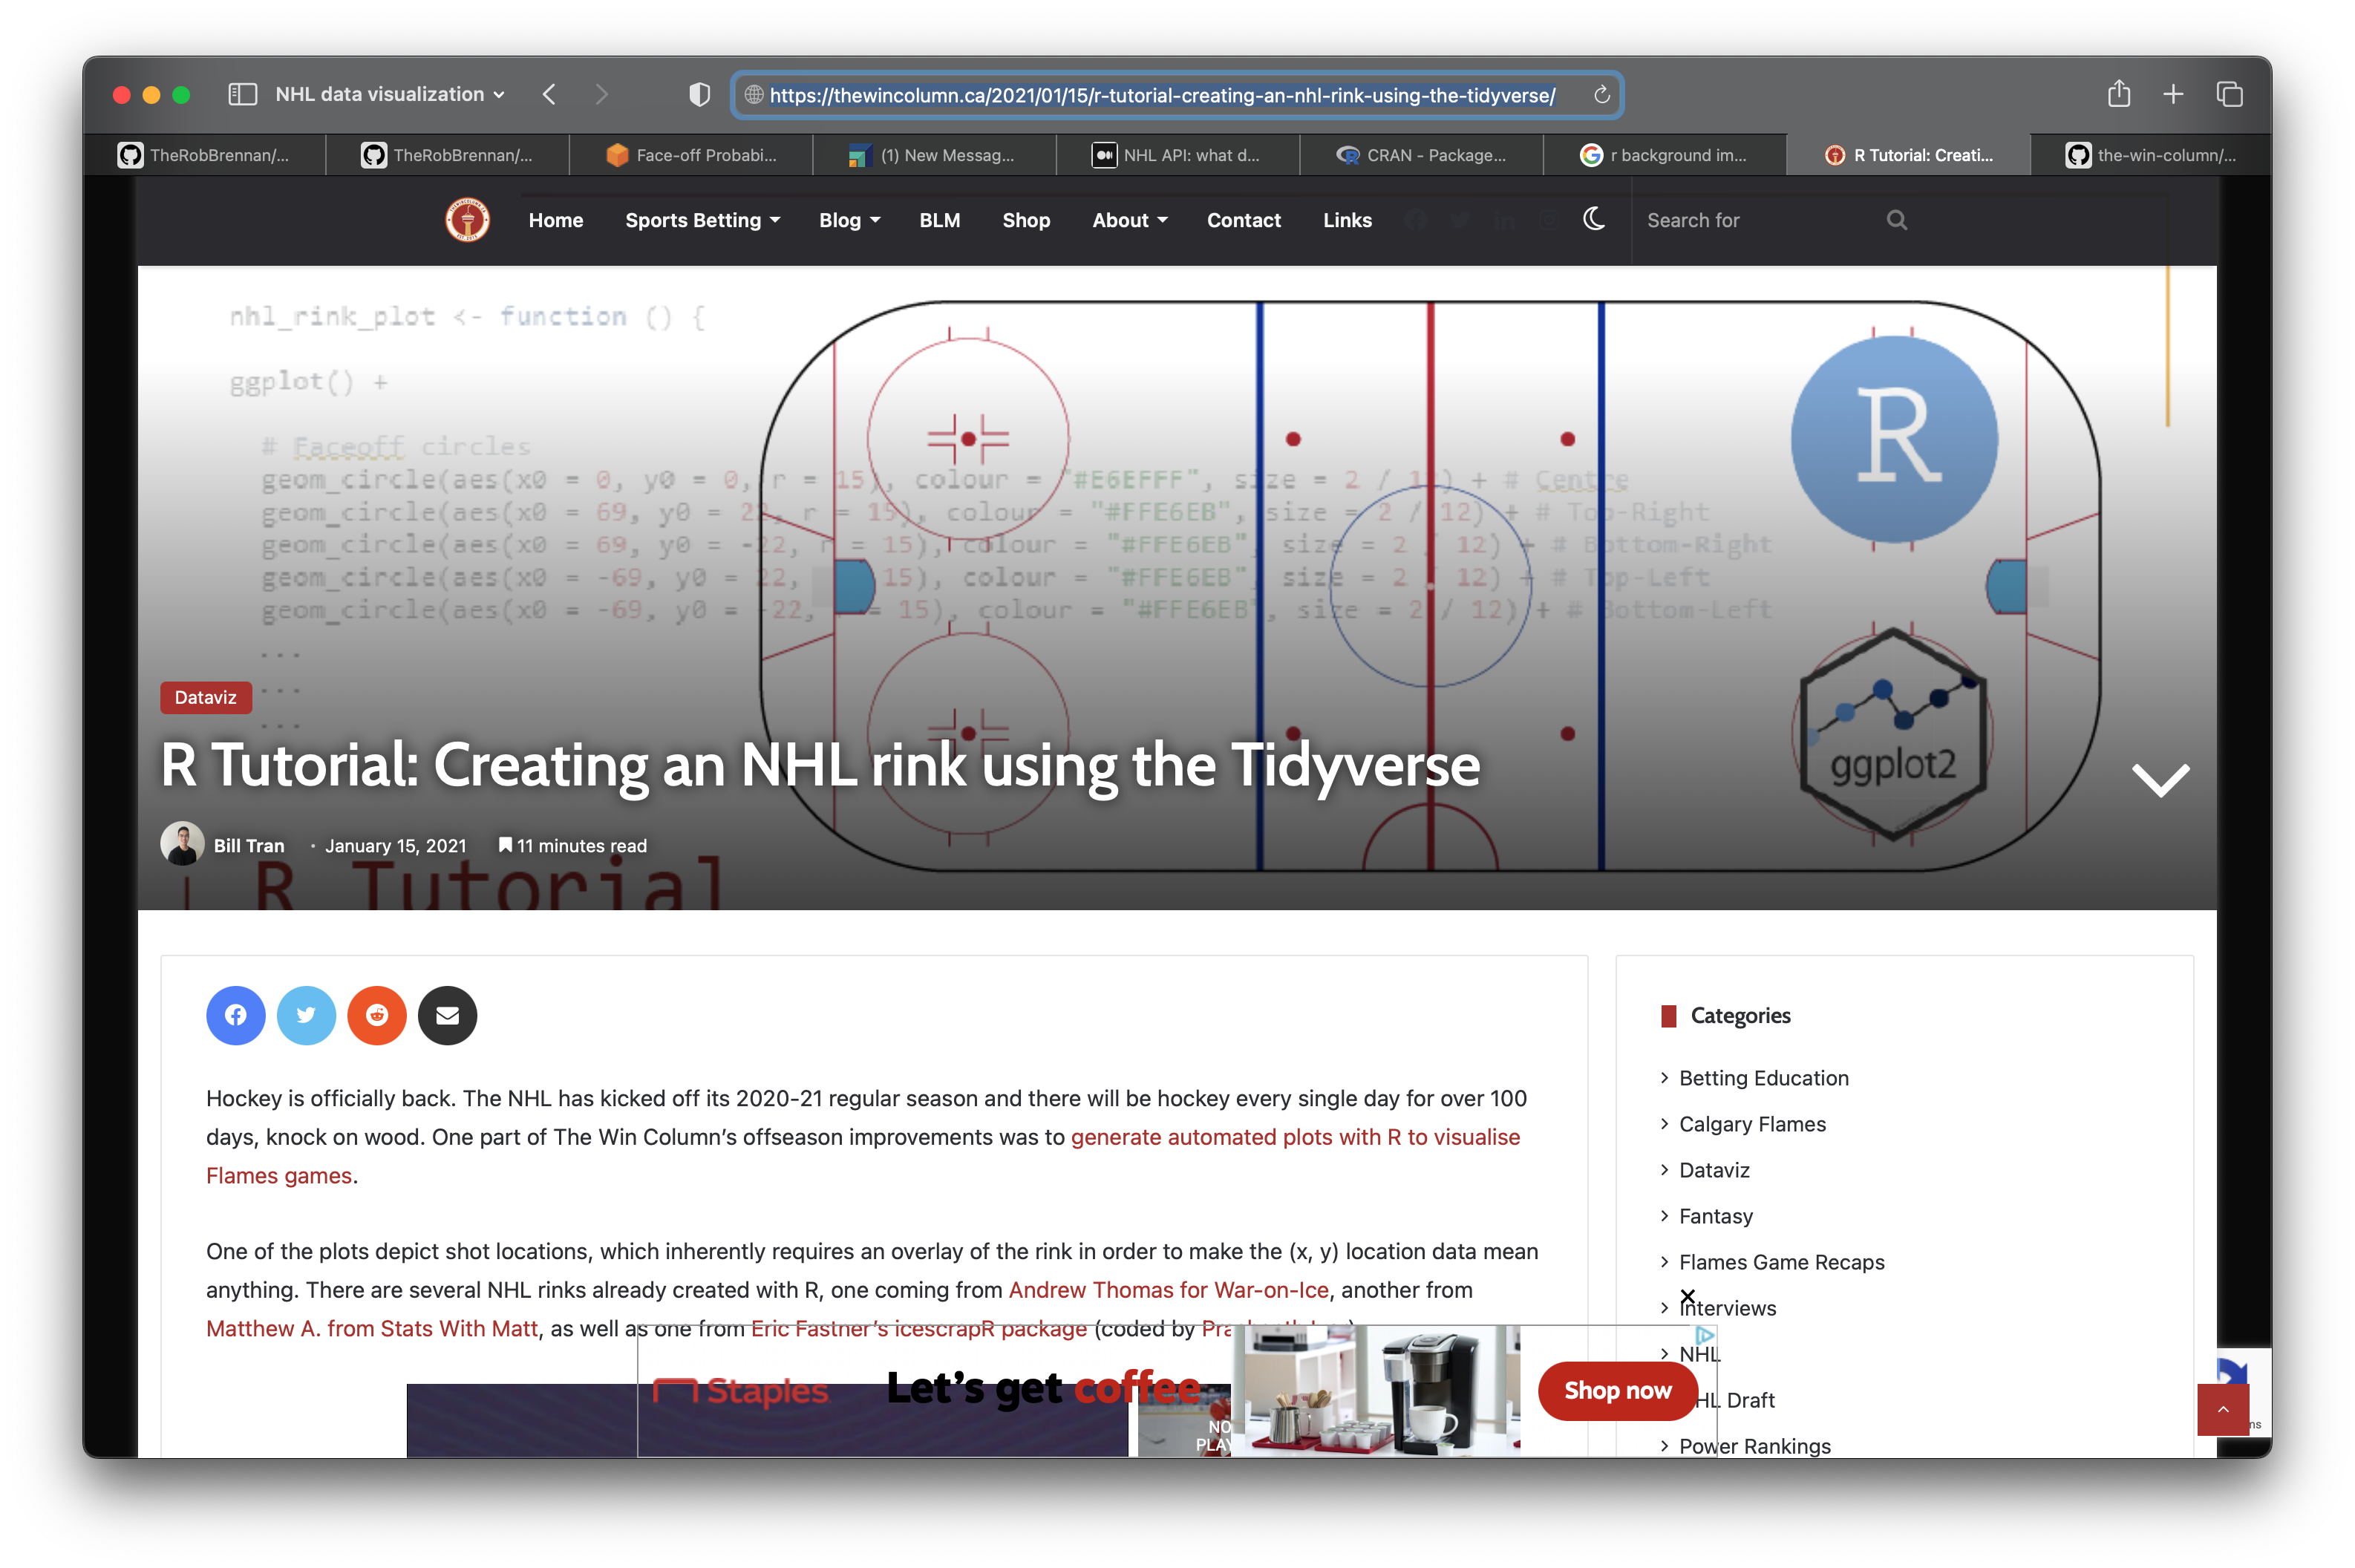 NHL data visualization
https://thewincolumn.ca/2021/01/15/r-tutorial-creating-an-nhl-rink-using-the-tidyverse/
TheRobBrennan/...
TheRobBrennan/...
Face-off Probabi...
(1) New Messag...
NHL API: what d...
CRAN - Package...
r background im...
R Tutorial: Creati...
the-win-column/...
Home
Sports Betting
Blog
BLM
Shop
About
Contact
Links
Search for
nhl_rink_plot <- function () {
ggplot() +
# Faceoff circles
geom_circle(aes(x0 = 0, y0 = 0, r = 15), colour = "#E6EFFF", size = 2 / 12) + # Centre
geom_circle(aes(x0 = 69, y0 = 22, r = 15), colour = "#FFE6EB", size = 2 / 12) + # Top-Right
geom_circle(aes(x0 = 69, y0 = -22, r = 15), colour = "#FFE6EB", size = 2 / 12) + # Bottom-Right
geom_circle(aes(x0 = -69, y0 = 22, 15), colour = "#FFE6EB", size = 2 / 12) + # Top-Left
geom_circle(aes(x0 = -69, y0 = -22, = 15), colour = "#FFE6EB", size = 2 / 12) + # Bottom-Left
...
...
...
R
ggplot2
Dataviz
R Tutorial: Creating an NHL rink using the Tidyverse
Bill Tran · January 15, 2021 11 minutes read
R Tutorial
Hockey is officially back. The NHL has kicked off its 2020-21 regular season and there will be hockey every single day for over 100
days, knock on wood. One part of The Win Column's offseason improvements was to generate automated plots with R to visualise
Flames games.
One of the plots depict shot locations, which inherently requires an overlay of the rink in order to make the (x, y) location data mean
anything. There are several NHL rinks already created with R, one coming from Andrew Thomas for War-on-Ice, another from
Matthew A. from Stats With Matt, as well as one from Eric Fastner's icescrapR package (coded by
Categories
Betting Education
Calgary Flames
Dataviz
Fantasy
Flames Game Recaps
Interviews
NHL
NHL Draft
Power Rankings
Staples
Let's get coffee
Shop now
NO
PLAY